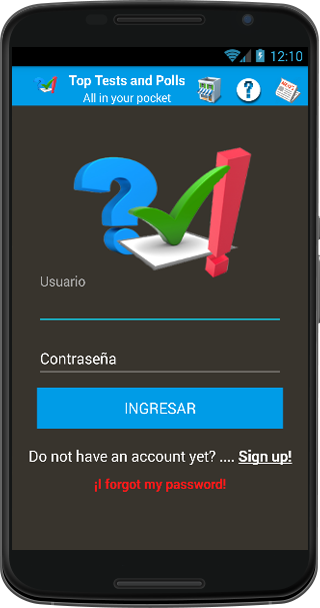 12:10
Top Tests and Polls
All in your pocket
Usuario
Contraseña
INGRESAR
Do not have an account yet? .... Sign up!
¡I forgot my password!